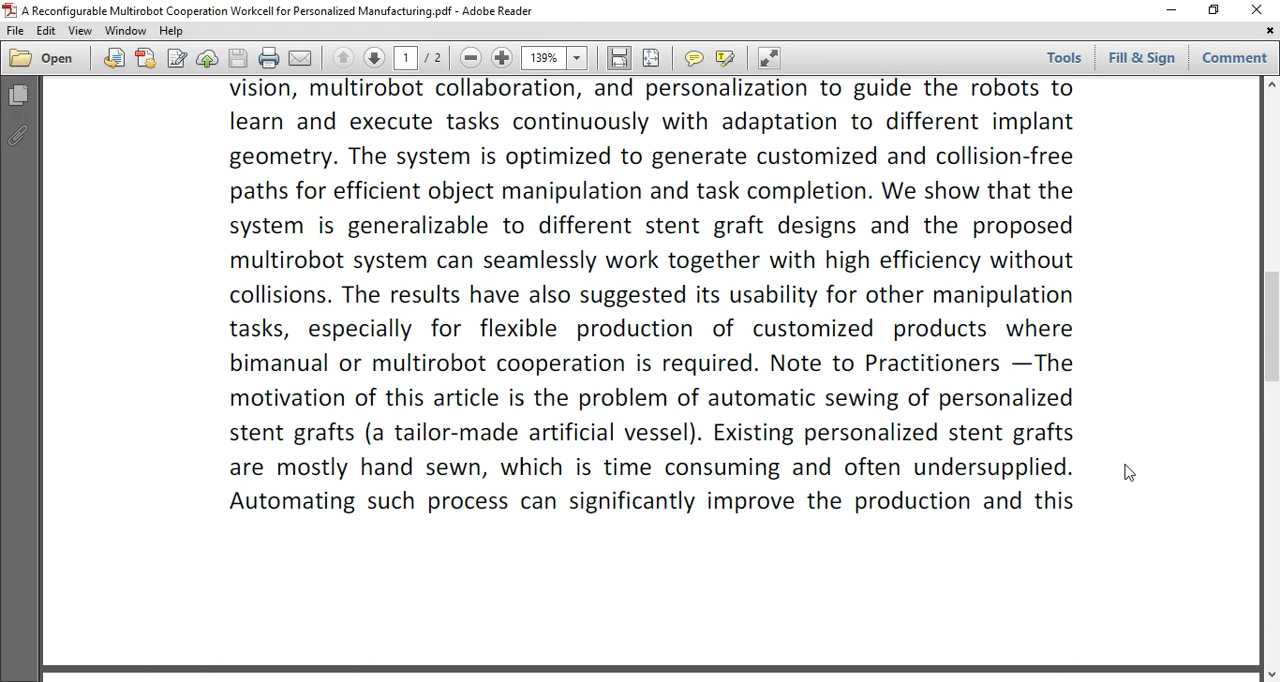 A Reconfigurable Multirobot Cooperation Workcell for Personalized Manufacturing.pdf - Adobe Reader
File Edit View Window Help
Open 1 / 2 139% Tools Fill & Sign Comment
vision, multirobot collaboration, and personalization to guide the robots to
learn and execute tasks continuously with adaptation to different implant
geometry. The system is optimized to generate customized and collision-free
paths for efficient object manipulation and task completion. We show that the
system is generalizable to different stent graft designs and the proposed
multirobot system can seamlessly work together with high efficiency without
collisions. The results have also suggested its usability for other manipulation
tasks, especially for flexible production of customized products where
bimanual or multirobot cooperation is required. Note to Practitioners —The
motivation of this article is the problem of automatic sewing of personalized
stent grafts (a tailor-made artificial vessel). Existing personalized stent grafts
are mostly hand sewn, which is time consuming and often undersupplied.
Automating such process can significantly improve the production and this